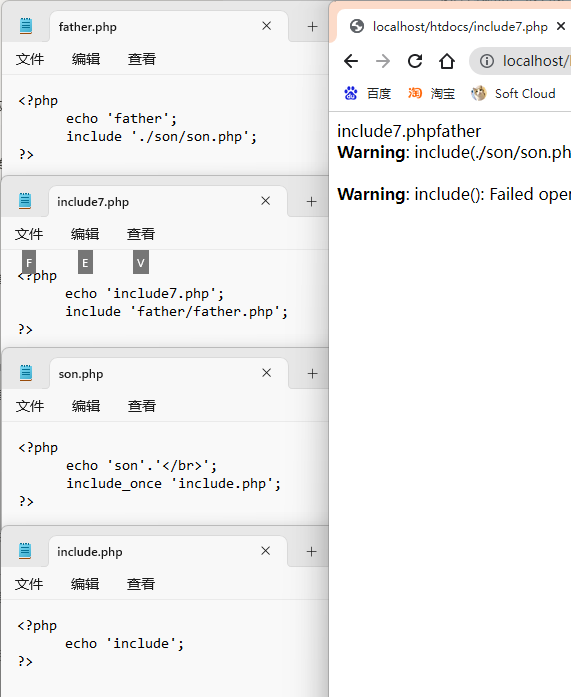 father.php
文件 编辑 查看
<?php
echo 'father';
include './son/son.php';
?>
include7.php
文件 编辑 查看
F E V
<?php
echo 'include7.php';
include 'father/father.php';
?>
son.php
文件 编辑 查看
<?php
echo 'son'.'</br>';
include_once 'include.php';
?>
include.php
文件 编辑 查看
<?php
echo 'include';
?>
localhost/htdocs/include7.php
localhost/
百度 淘宝 Soft Cloud
include7.phpfather
Warning: include(./son/son.ph
Warning: include(): Failed oper